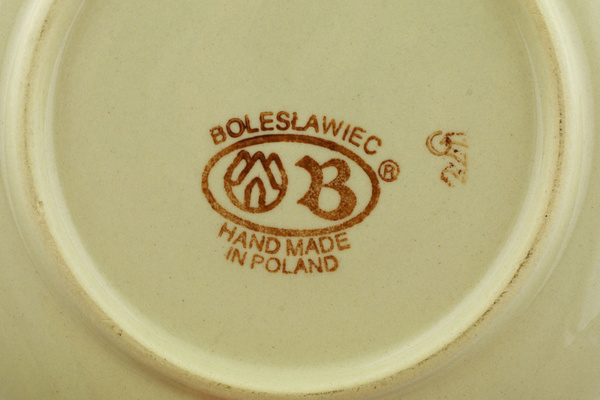 BOLESŁAWIEC
B ®
HAND MADE
IN POLAND